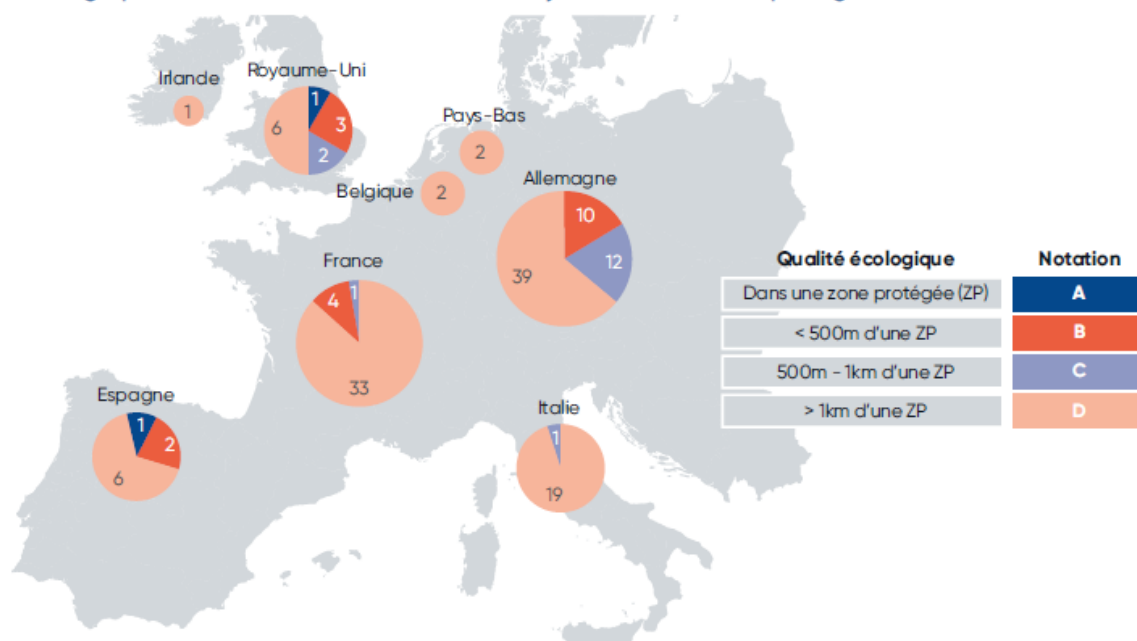 Irlande
1
Royaume-Uni
1
3
2
6
Pays-Bas
2
Belgique
2
Allemagne
10
12
39
France
4
1
33
Espagne
1
2
6
Italie
1
19
Qualité écologique Notation
Dans une zone protégée (ZP) A
< 500m d'une ZP B
500m - 1km d'une ZP C
> 1km d'une ZP D